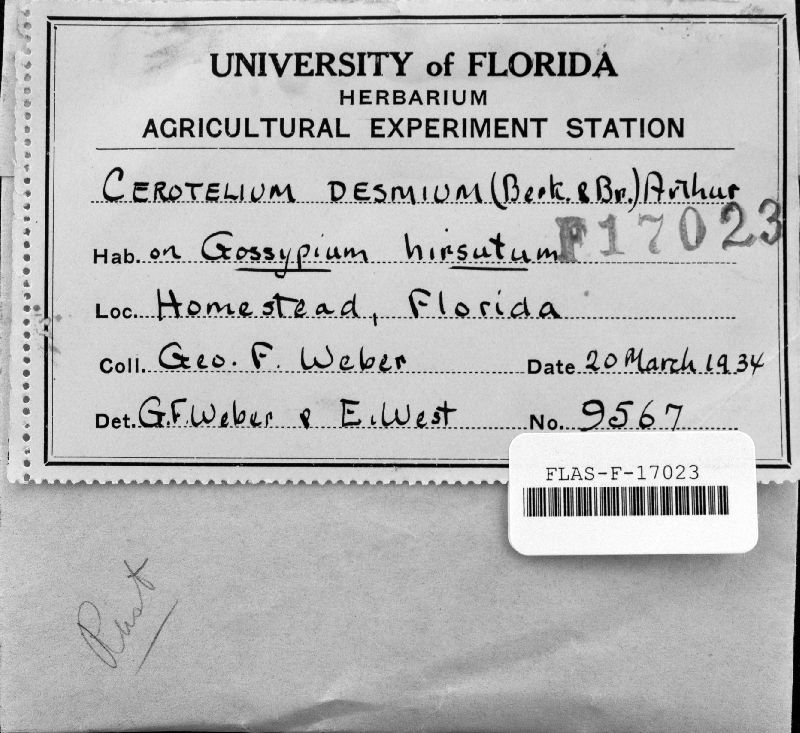 UNIVERSITY of FLORIDA
HERBARIUM
AGRICULTURAL EXPERIMENT STATION
CEROTELIUM DESMIUM (Berk. & Br.) Arthur
Hab. on Gossypium hirsutum F17023
Loc. Homestead, Florida
Coll. Geo. F. Weber Date 20 March 1934
Det. G.F. Weber & E. West No. 9567
FLAS-F-17023
Rust